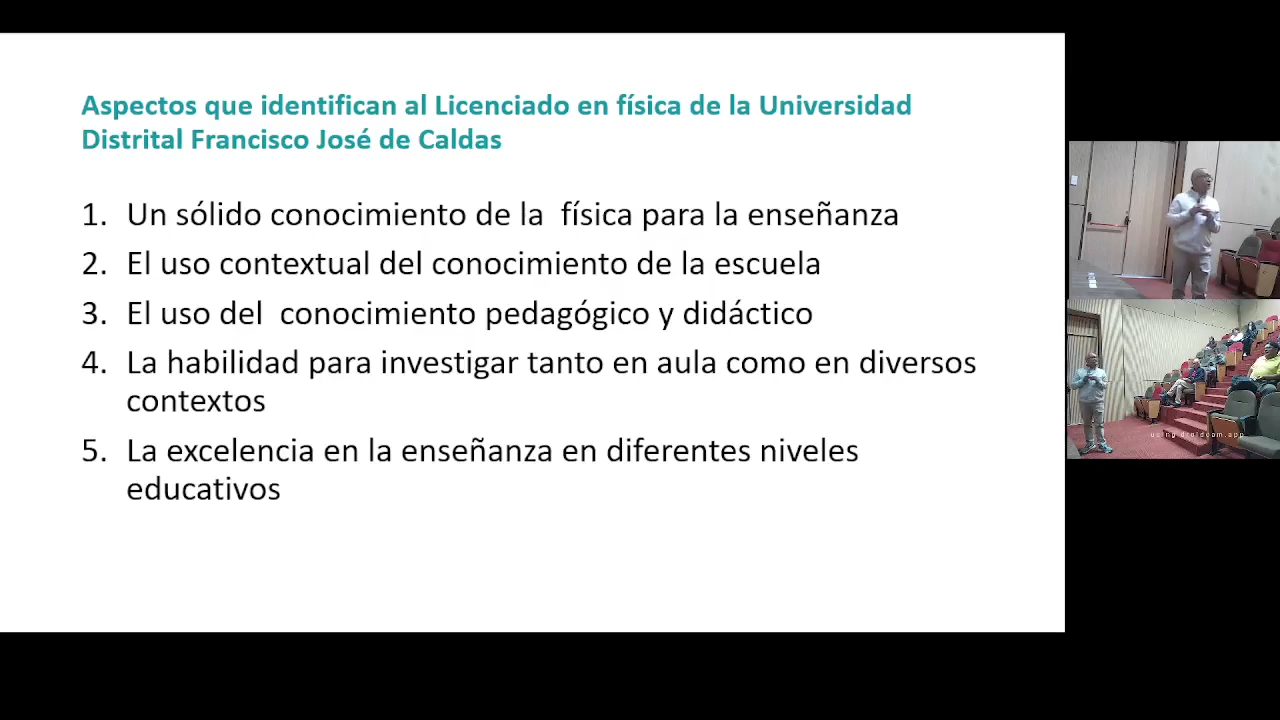 Aspectos que identifican al Licenciado en física de la Universidad
Distrital Francisco José de Caldas
1. Un sólido conocimiento de la  física para la enseñanza
2. El uso contextual del conocimiento de la escuela
3. El uso del  conocimiento pedagógico y didáctico
4. La habilidad para investigar tanto en aula como en diversos
contextos
5. La excelencia en la enseñanza en diferentes niveles
educativos
using droidcam.app